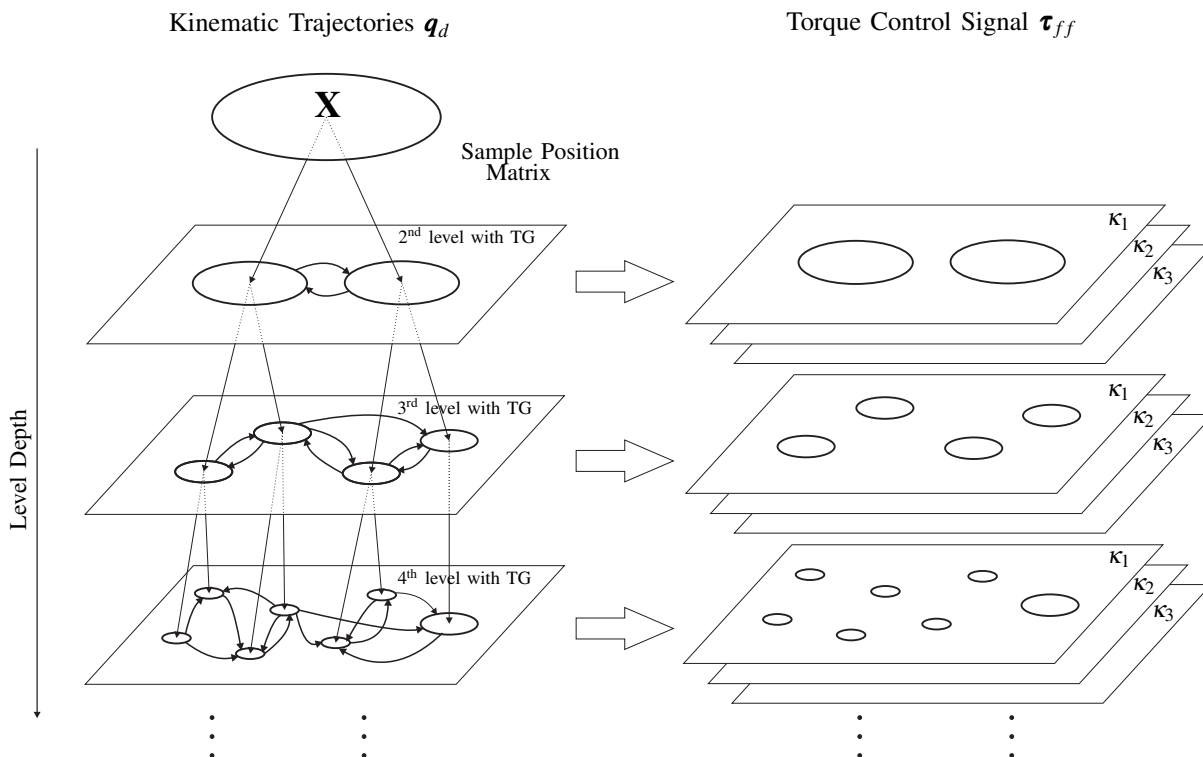 Kinematic Trajectories q_d
Torque Control Signal τ_ff
X
Sample Position
Matrix
2nd level with TG
κ1
κ2
κ3
3rd level with TG
κ1
κ2
κ3
Level Depth
4th level with TG
κ1
κ2
κ3